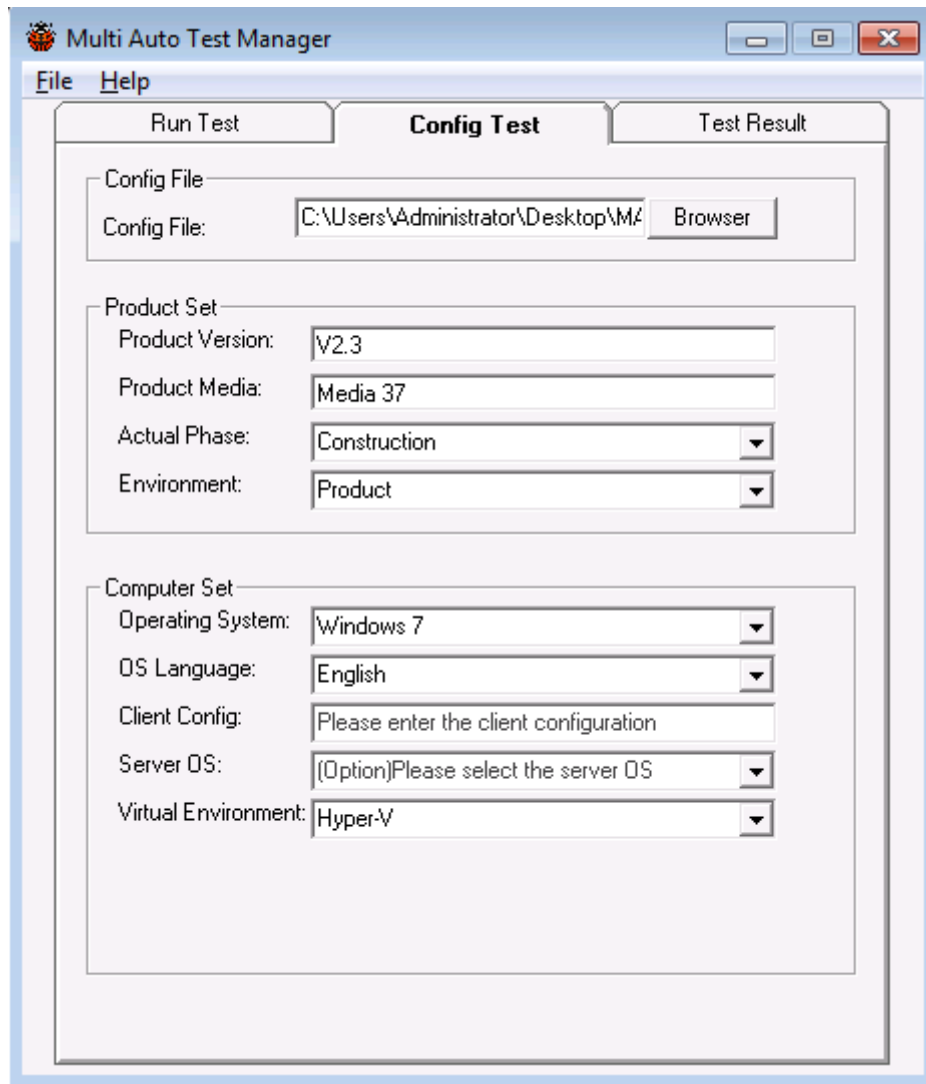 Multi Auto Test Manager
File Help
Run Test Config Test Test Result
Config File
Config File: C:\Users\Administrator\Desktop\MA Browser
Product Set
Product Version: V2.3
Product Media: Media 37
Actual Phase: Construction
Environment: Product
Computer Set
Operating System: Windows 7
OS Language: English
Client Config: Please enter the client configuration
Server OS: (Option)Please select the server OS
Virtual Environment: Hyper-V